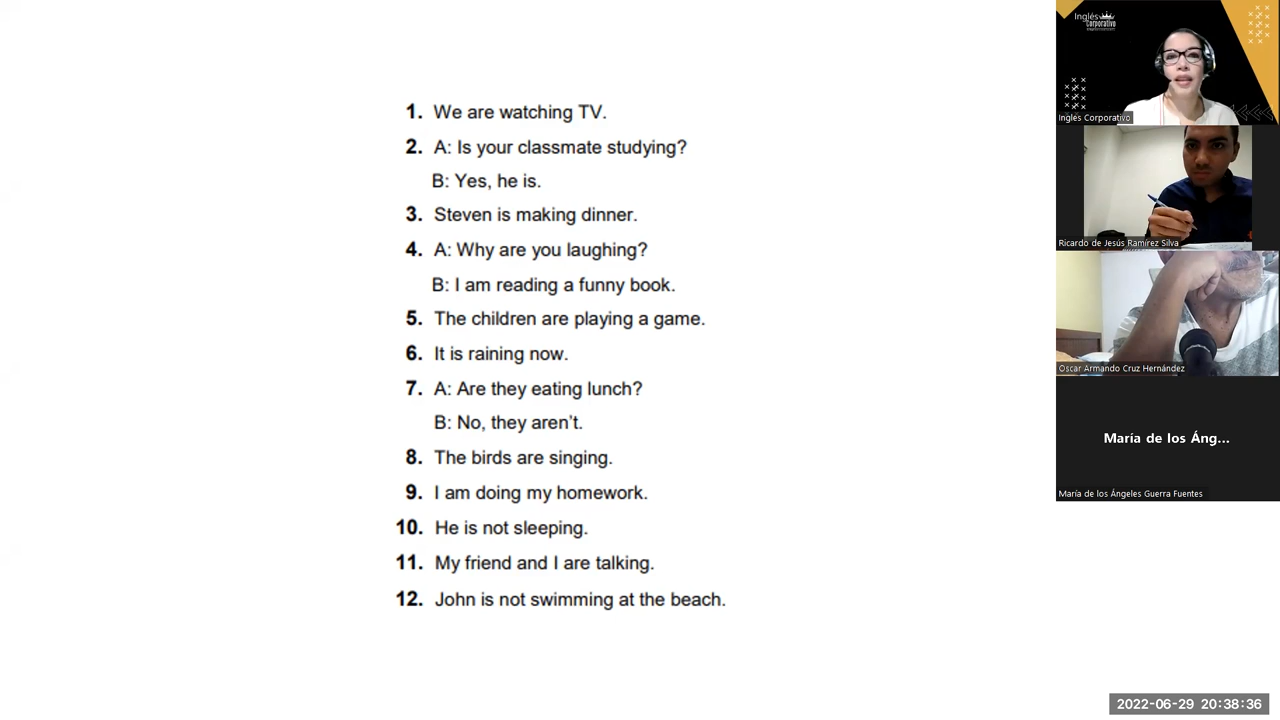 1. We are watching TV.
2. A: Is your classmate studying?
B: Yes, he is.
3. Steven is making dinner.
4. A: Why are you laughing?
B: I am reading a funny book.
5. The children are playing a game.
6. It is raining now.
7. A: Are they eating lunch?
B: No, they aren't.
8. The birds are singing.
9. I am doing my homework.
10. He is not sleeping.
11. My friend and I are talking.
12. John is not swimming at the beach.
Inglés
Corporativo
Inglés Corporativo
Ricardo de Jesús Ramírez Silva
Oscar Armando Cruz Hernández
María de los Áng...
María de los Ángeles Guerra Fuentes
2022-06-29 20:38:36